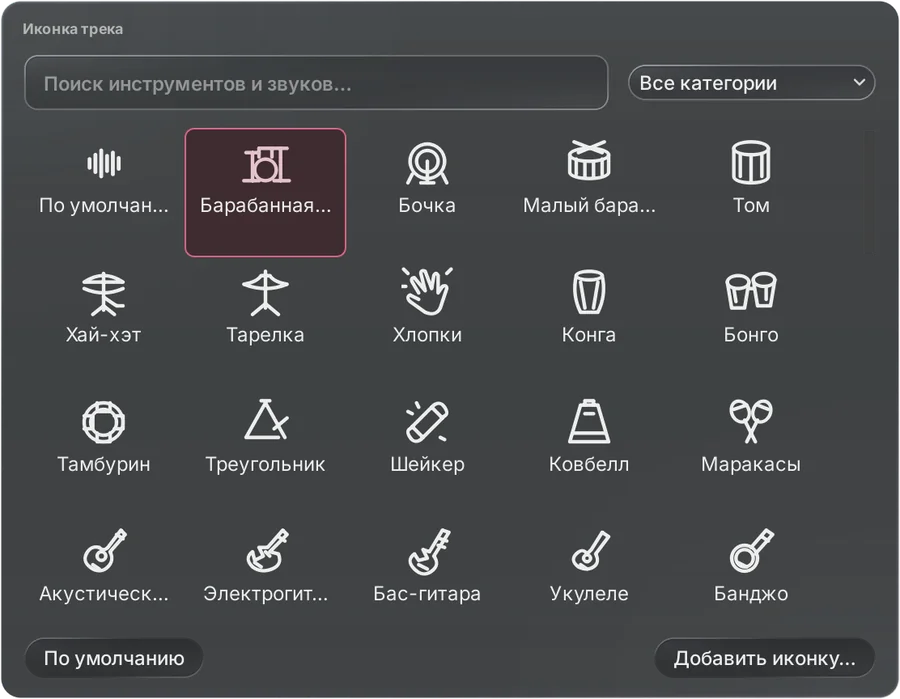 Иконка трека
Поиск инструментов и звуков...
Все категории
По умолчан...
Барабанная...
Бочка
Малый бара...
Том
Хай-хэт
Тарелка
Хлопки
Конга
Бонго
Тамбурин
Треугольник
Шейкер
Ковбелл
Маракасы
Акустическ...
Электрогит...
Бас-гитара
Укулеле
Банджо
По умолчанию
Добавить иконку...